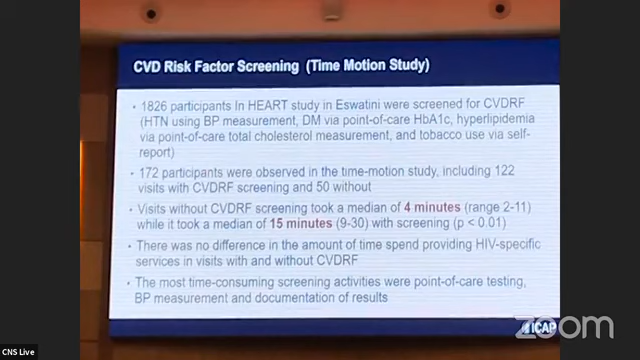 CVD Risk Factor Screening (Time Motion Study)
• 1826 participants In HEART study in Eswatini were screened for CVDRF
(HTN using BP measurement, DM via point-of-care HbA1c, hyperlipidemia
via point-of-care total cholesterol measurement, and tobacco use via self-
report)
• 172 participants were observed in the time-motion study, including 122
visits with CVDRF screening and 50 without
• Visits without CVDRF screening took a median of 4 minutes (range 2-11)
while it took a median of 15 minutes (9-30) with screening (p < 0.01)
• There was no difference in the amount of time spend providing HIV-specific
services in visits with and without CVDRF
• The most time-consuming screening activities were point-of-care testing,
BP measurement and documentation of results
ICAP
zoom
CNS Live